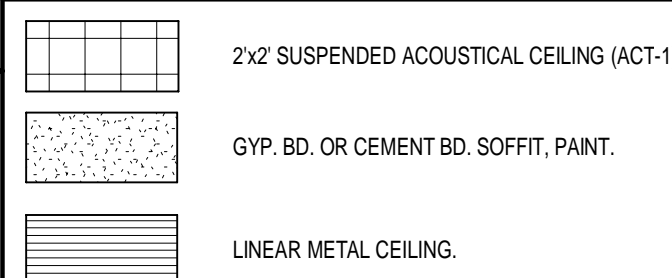 2'x2' SUSPENDED ACOUSTICAL CEILING (ACT-1
GYP. BD. OR CEMENT BD. SOFFIT, PAINT.
LINEAR METAL CEILING.